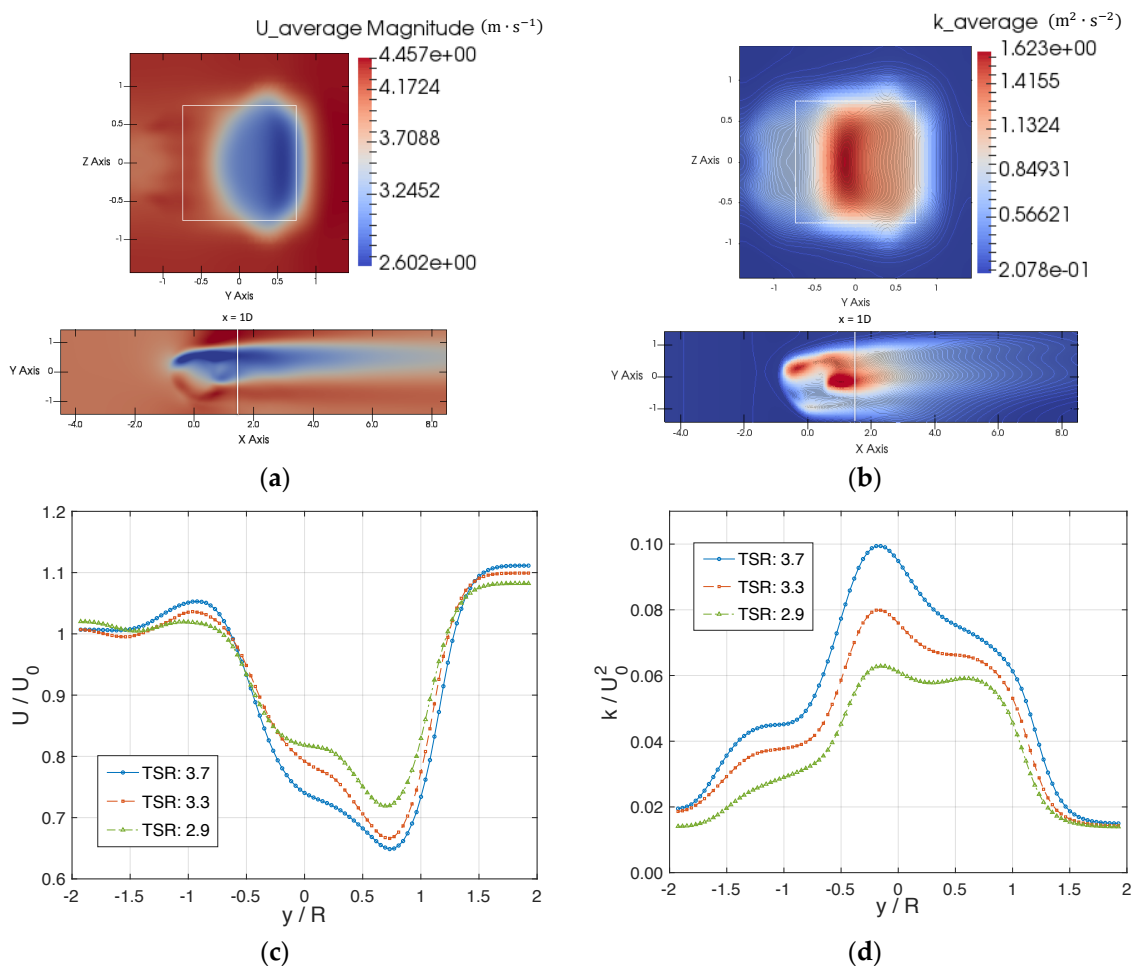 U_average Magnitude (m · s⁻¹)
4.457e+00
4.1724
3.7088
3.2452
2.602e+00
1
0.5
Z Axis 0
-0.5
-1
-1 -0.5 0 0.5 1
Y Axis
x = 1D
1
Y Axis 0
-1
-4.0 -2.0 0.0 2.0 4.0 6.0 8.0
X Axis
(a)
k_average (m² · s⁻²)
1.623e+00
1.4155
1.1324
0.84931
0.56621
2.078e-01
1
0.5
Z Axis 0
-0.5
-1
-1 -0.5 0 0.5 1
Y Axis
x = 1D
1
Y Axis 0
-1
-4.0 -2.0 0.0 2.0 4.0 6.0 8.0
X Axis
(b)
1.2
1.1
1
0.9
0.8
0.7
0.6
U / U₀
TSR: 3.7
TSR: 3.3
TSR: 2.9
-2 -1.5 -1 -0.5 0 0.5 1 1.5 2
y / R
(c)
0.10
0.08
0.06
0.04
0.02
0.00
k / U₀²
TSR: 3.7
TSR: 3.3
TSR: 2.9
-2 -1.5 -1 -0.5 0 0.5 1 1.5 2
y / R
(d)